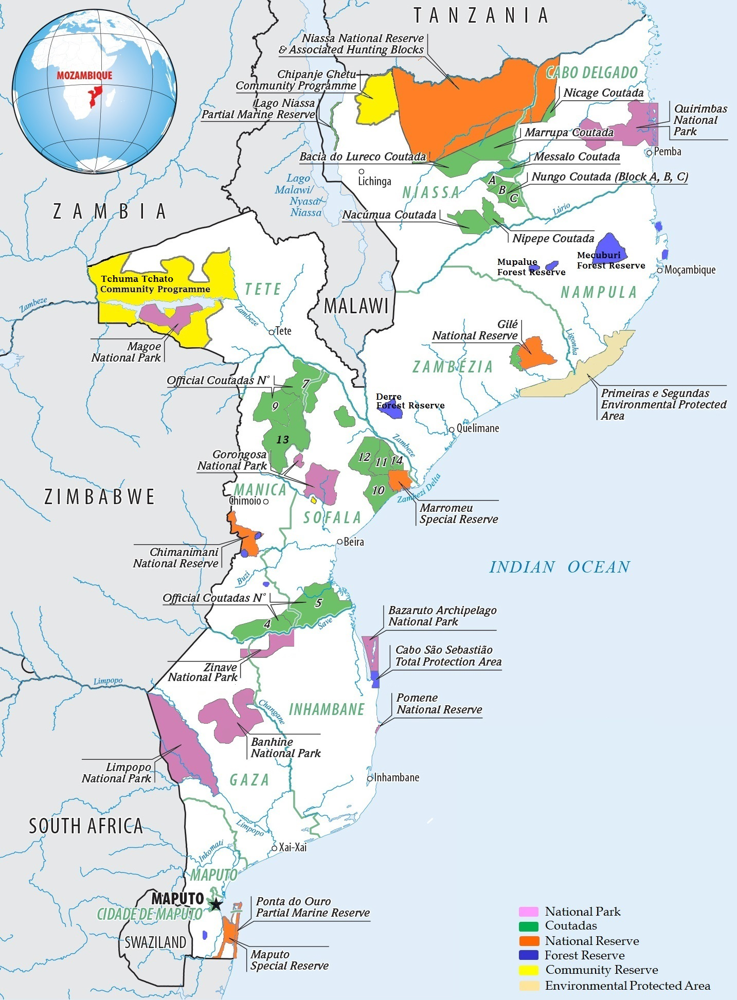 TANZANIA
Niassa National Reserve
& Associated Hunting Blocks
MOZAMBIQUE
CABO DELGADO
Chipanje Chetu
Community Programme
Nicage Coutada
Lago Niassa
Partial Marine Reserve
Quirimbas
National
Park
Marrupa Coutada
Pemba
Bacia do Lureco Coutada
Messalo Coutada
Lichinga
Nungo Coutada (Block A, B, C)
A
B
C
Lago
Malawi/
Nyasa/
Niassa
NIASSA
ZAMBIA
Nacúmua Coutada
Lúrio
Nipepe Coutada
Mecuburi
Forest Reserve
Mupalue
Forest Reserve
Moçambique
Tchuma Tchato
Community Programme
TETE
NAMPULA
Zambeze
Zambeze
MALAWI
Tete
Gilé
National Reserve
Ligonha
Magoe
National Park
ZAMBÉZIA
Official Coutadas N°
7
9
13
Derre
Forest Reserve
Primeiras e Segundas
Environmental Protected
Area
Quelimane
Zambeze
12
11
14
10
Gorongosa
National Park
MANICA
Chimoio
Zambezi Delta
ZIMBABWE
Marromeu
Special Reserve
SOFALA
Beira
Chimanimani
National Reserve
INDIAN OCEAN
Buzi
Official Coutadas N°
5
4
Save
Bazaruto Archipelago
National Park
Cabo São Sebastião
Total Protection Area
Zinave
National Park
Limpopo
Pomene
National Reserve
Changane
INHAMBANE
Banhine
National Park
Limpopo
National Park
GAZA
Inhambane
SOUTH AFRICA
Limpopo
Xai-Xai
Inkomati
MAPUTO
MAPUTO
CIDADE DE MAPUTO
Ponta do Ouro
Partial Marine Reserve
SWAZILAND
Maputo
Special Reserve
National Park
Coutadas
National Reserve
Forest Reserve
Community Reserve
Environmental Protected Area